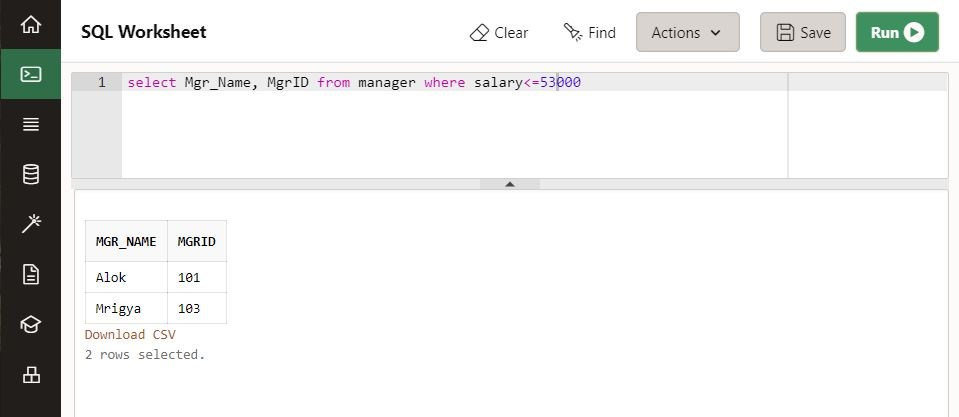 SQL Worksheet Clear Find Actions Save Run
1 select Mgr_Name, MgrID from manager where salary<=53000
MGR_NAME MGRID
Alok 101
Mrigya 103
Download CSV
2 rows selected.